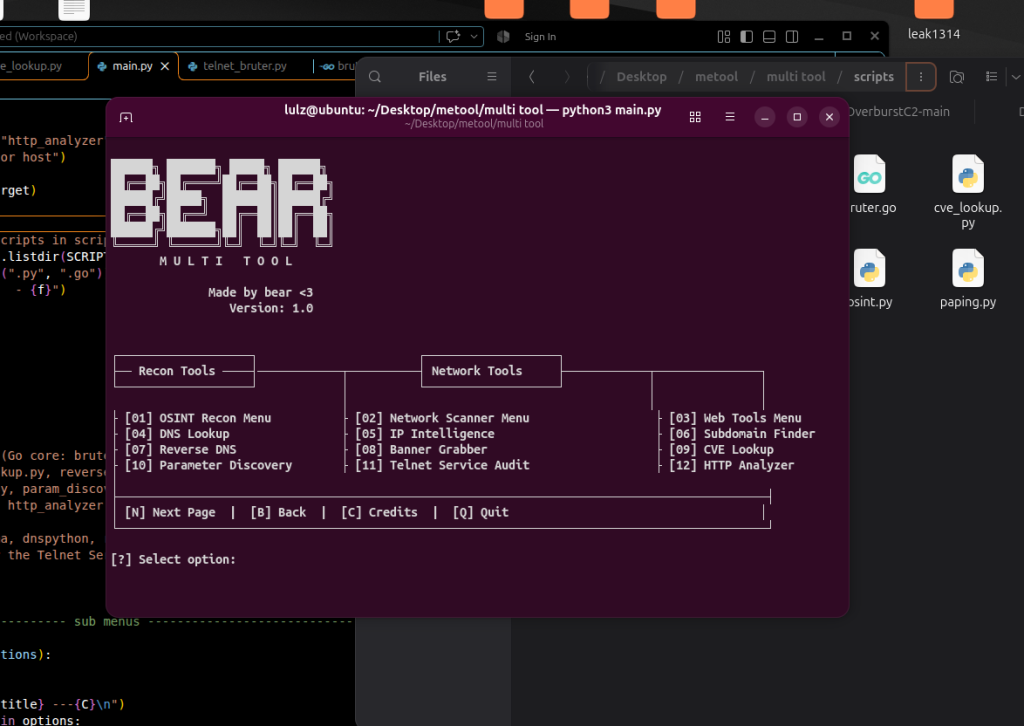 ed (Workspace)
Sign In
leak1314
e_lookup.py
main.py
telnet_bruter.py
bru
Files
/ Desktop / metool / multi tool / scripts
OverburstC2-main
D
lulz@ubuntu: ~/Desktop/metool/multi tool — python3 main.py
~/Desktop/metool/multi tool
"http_analyzer
or host")
rget)
cripts in scrip
.listdir(SCRIPT
(".py", ".go")
- {f}")
BEAR
MULTI TOOL
Made by bear <3
Version: 1.0
Recon Tools
Network Tools
[01] OSINT Recon Menu
[02] Network Scanner Menu
[03] Web Tools Menu
[04] DNS Lookup
[05] IP Intelligence
[06] Subdomain Finder
[07] Reverse DNS
[08] Banner Grabber
[09] CVE Lookup
[10] Parameter Discovery
[11] Telnet Service Audit
[12] HTTP Analyzer
[N] Next Page | [B] Back | [C] Credits | [Q] Quit
[?] Select option:
ruter.go
cve_lookup.
py
osint.py
paping.py
(Go core: brute
kup.py, reverse
y, param_discov
http_analyzer
a, dnspython,
the Telnet Se
--------- sub menus ---------------------------
tions):
title} ---{C}\n")
in options: